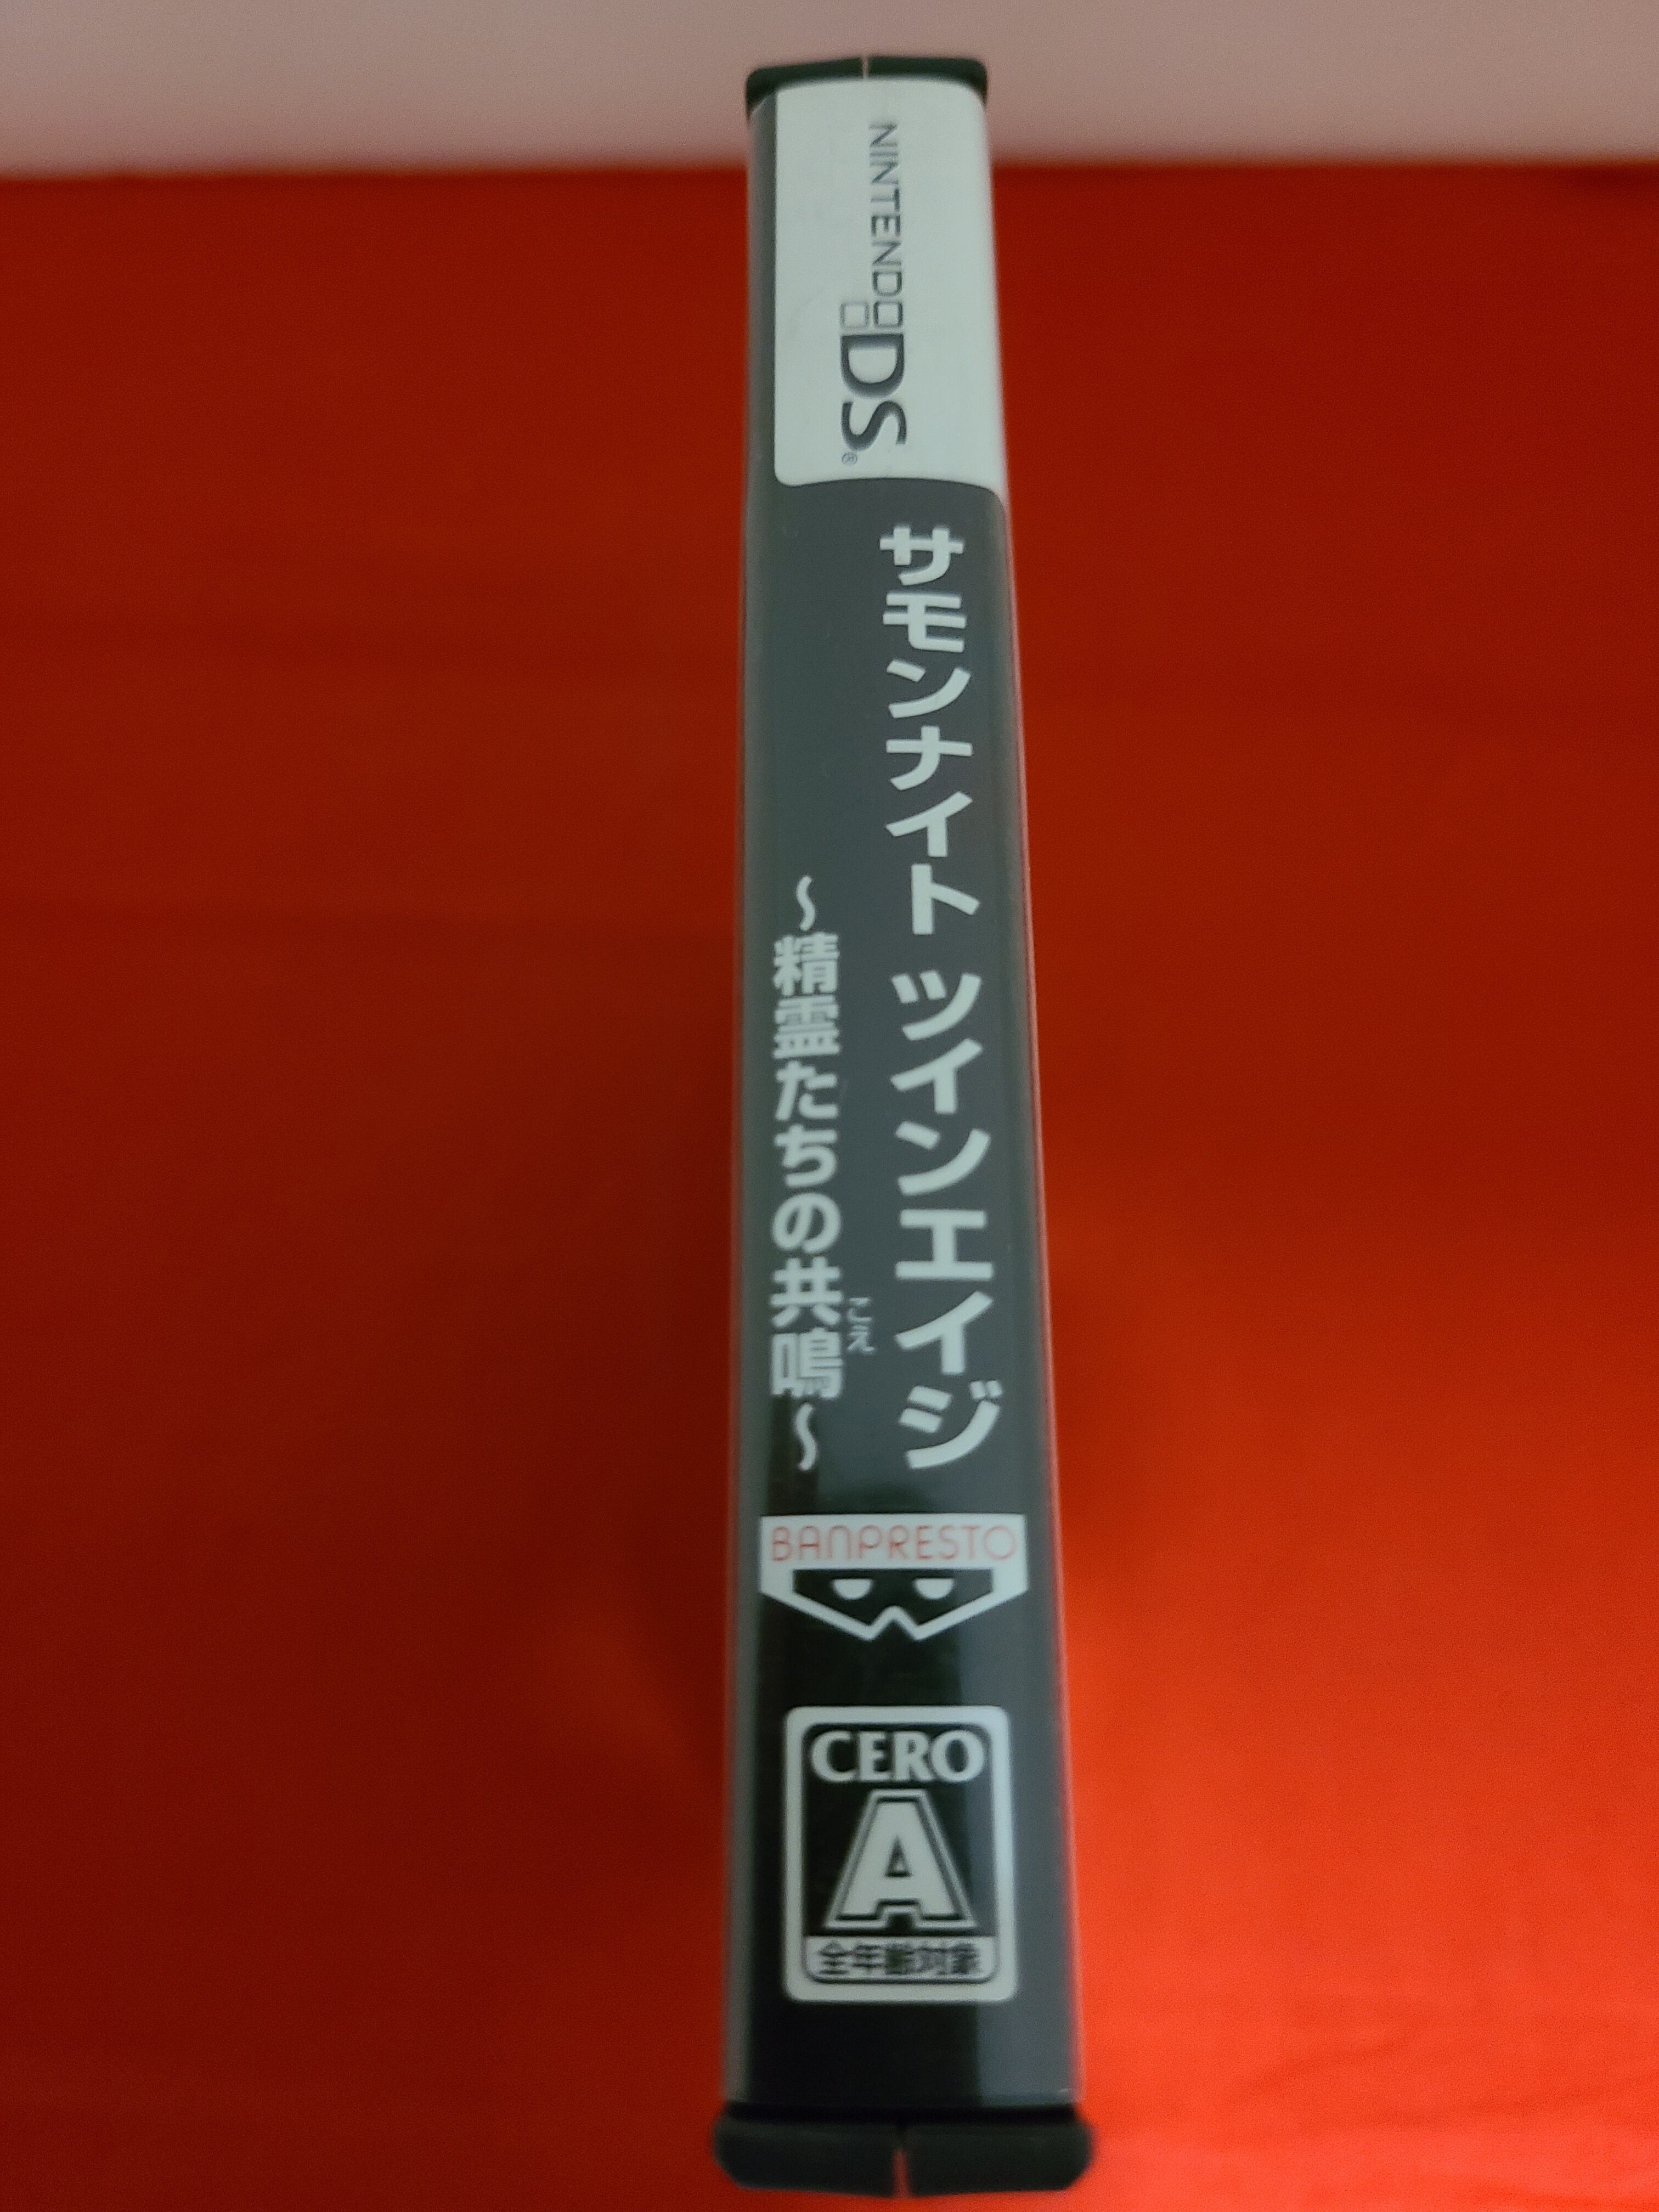 NINTENDO DS®
サモンナイト ツインエイジ
～精霊たちの共鳴～
こえ
BANPRESTO
CERO
A
全年齢対象